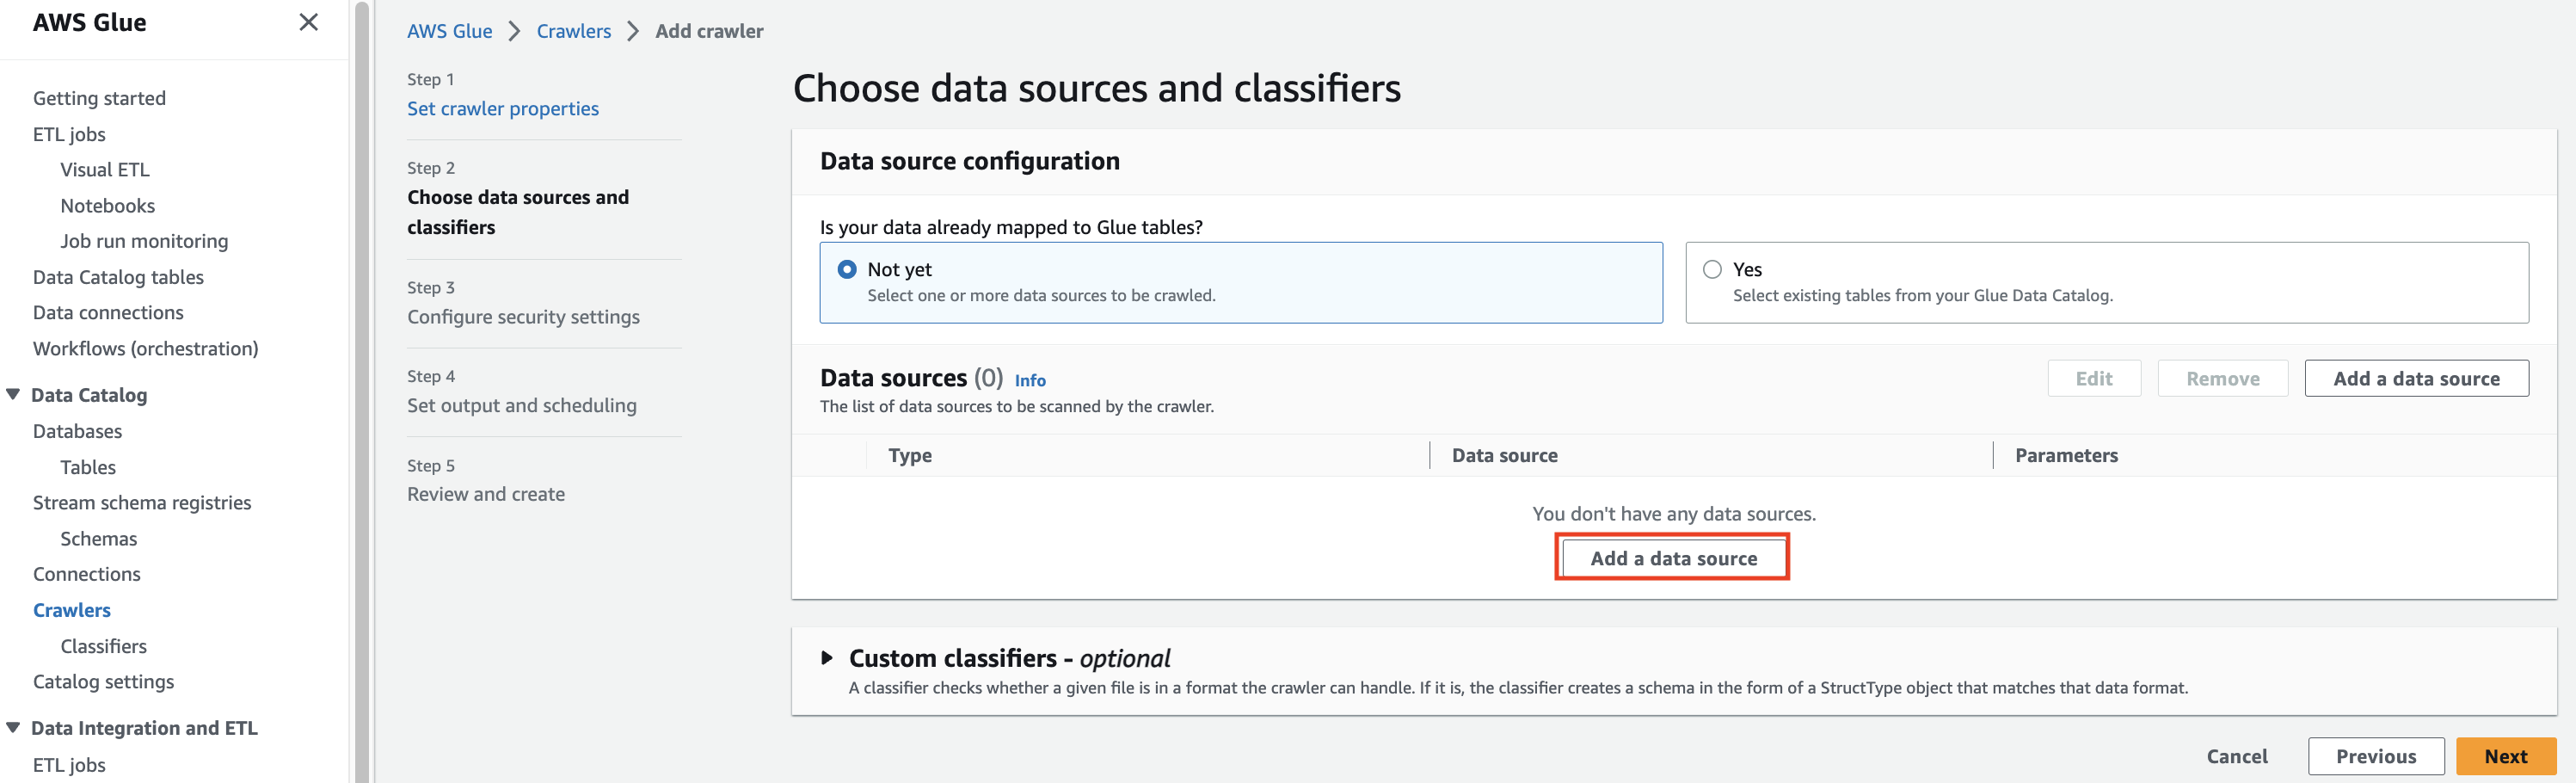 AWS Glue
Getting started
ETL jobs
Visual ETL
Notebooks
Job run monitoring
Data Catalog tables
Data connections
Workflows (orchestration)
Data Catalog
Databases
Tables
Stream schema registries
Schemas
Connections
Crawlers
Classifiers
Catalog settings
Data Integration and ETL
ETL jobs
AWS Glue > Crawlers > Add crawler
Step 1
Set crawler properties
Step 2
Choose data sources and
classifiers
Step 3
Configure security settings
Step 4
Set output and scheduling
Step 5
Review and create
Choose data sources and classifiers
Data source configuration
Is your data already mapped to Glue tables?
Not yet
Select one or more data sources to be crawled.
Yes
Select existing tables from your Glue Data Catalog.
Data sources (0) Info
The list of data sources to be scanned by the crawler.
Edit Remove Add a data source
Type Data source Parameters
You don't have any data sources.
Add a data source
Custom classifiers - optional
A classifier checks whether a given file is in a format the crawler can handle. If it is, the classifier creates a schema in the form of a StructType object that matches that data format.
Cancel Previous Next